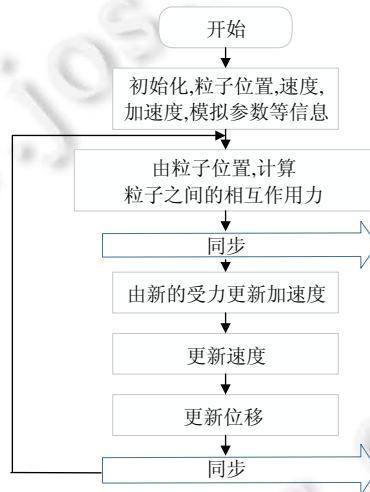 .jos.
开始
初始化,粒子位置,速度,
加速度,模拟参数等信息
由粒子位置,计算
粒子之间的相互作用力
同步
由新的受力更新加速度
更新速度
更新位移
同步